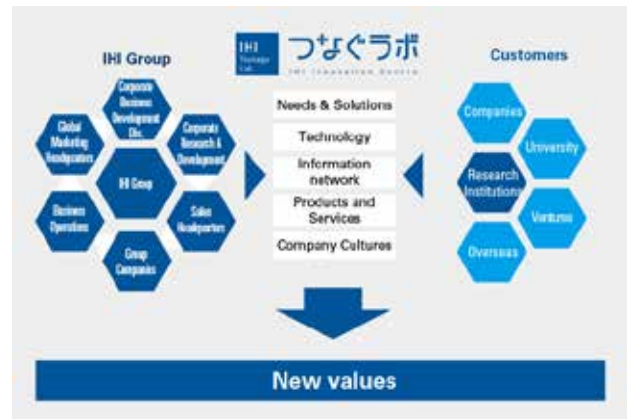 IHI Group
IHI
Tsunagu
Lab
つなぐラボ
IHI Innovation Centre
Customers
Corporate
Business
Development
Div.
Global
Marketing
Headquarters
Corporate
Research &
Development
IHI Group
Business
Operations
Sales
Headquarters
Group
Companies
Needs & Solutions
Technology
Information
network
Products and
Services
Company Cultures
Companies
University
Research
Institutions
Ventures
Overseas
New values